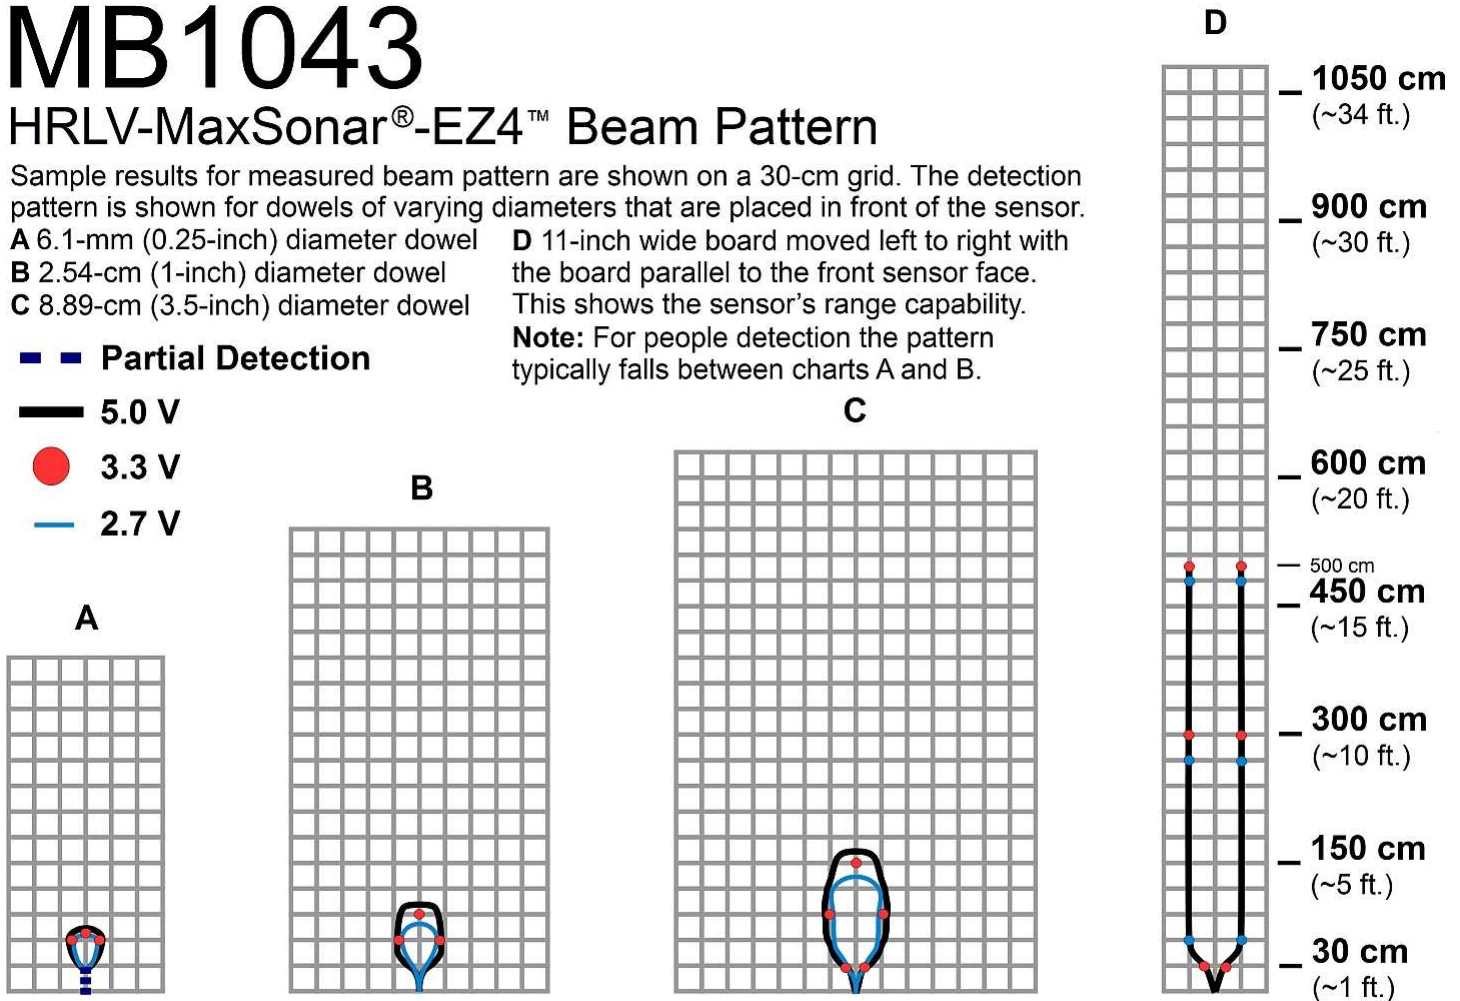 MB1043
HRLV-MaxSonar®-EZ4™ Beam Pattern
Sample results for measured beam pattern are shown on a 30-cm grid. The detection
pattern is shown for dowels of varying diameters that are placed in front of the sensor.
A 6.1-mm (0.25-inch) diameter dowel
B 2.54-cm (1-inch) diameter dowel
C 8.89-cm (3.5-inch) diameter dowel
D 11-inch wide board moved left to right with
the board parallel to the front sensor face.
This shows the sensor's range capability.
Note: For people detection the pattern
typically falls between charts A and B.
Partial Detection
5.0 V
3.3 V
2.7 V
A
B
C
D
1050 cm
(~34 ft.)
900 cm
(~30 ft.)
750 cm
(~25 ft.)
600 cm
(~20 ft.)
500 cm
450 cm
(~15 ft.)
300 cm
(~10 ft.)
150 cm
(~5 ft.)
30 cm
(~1 ft.)